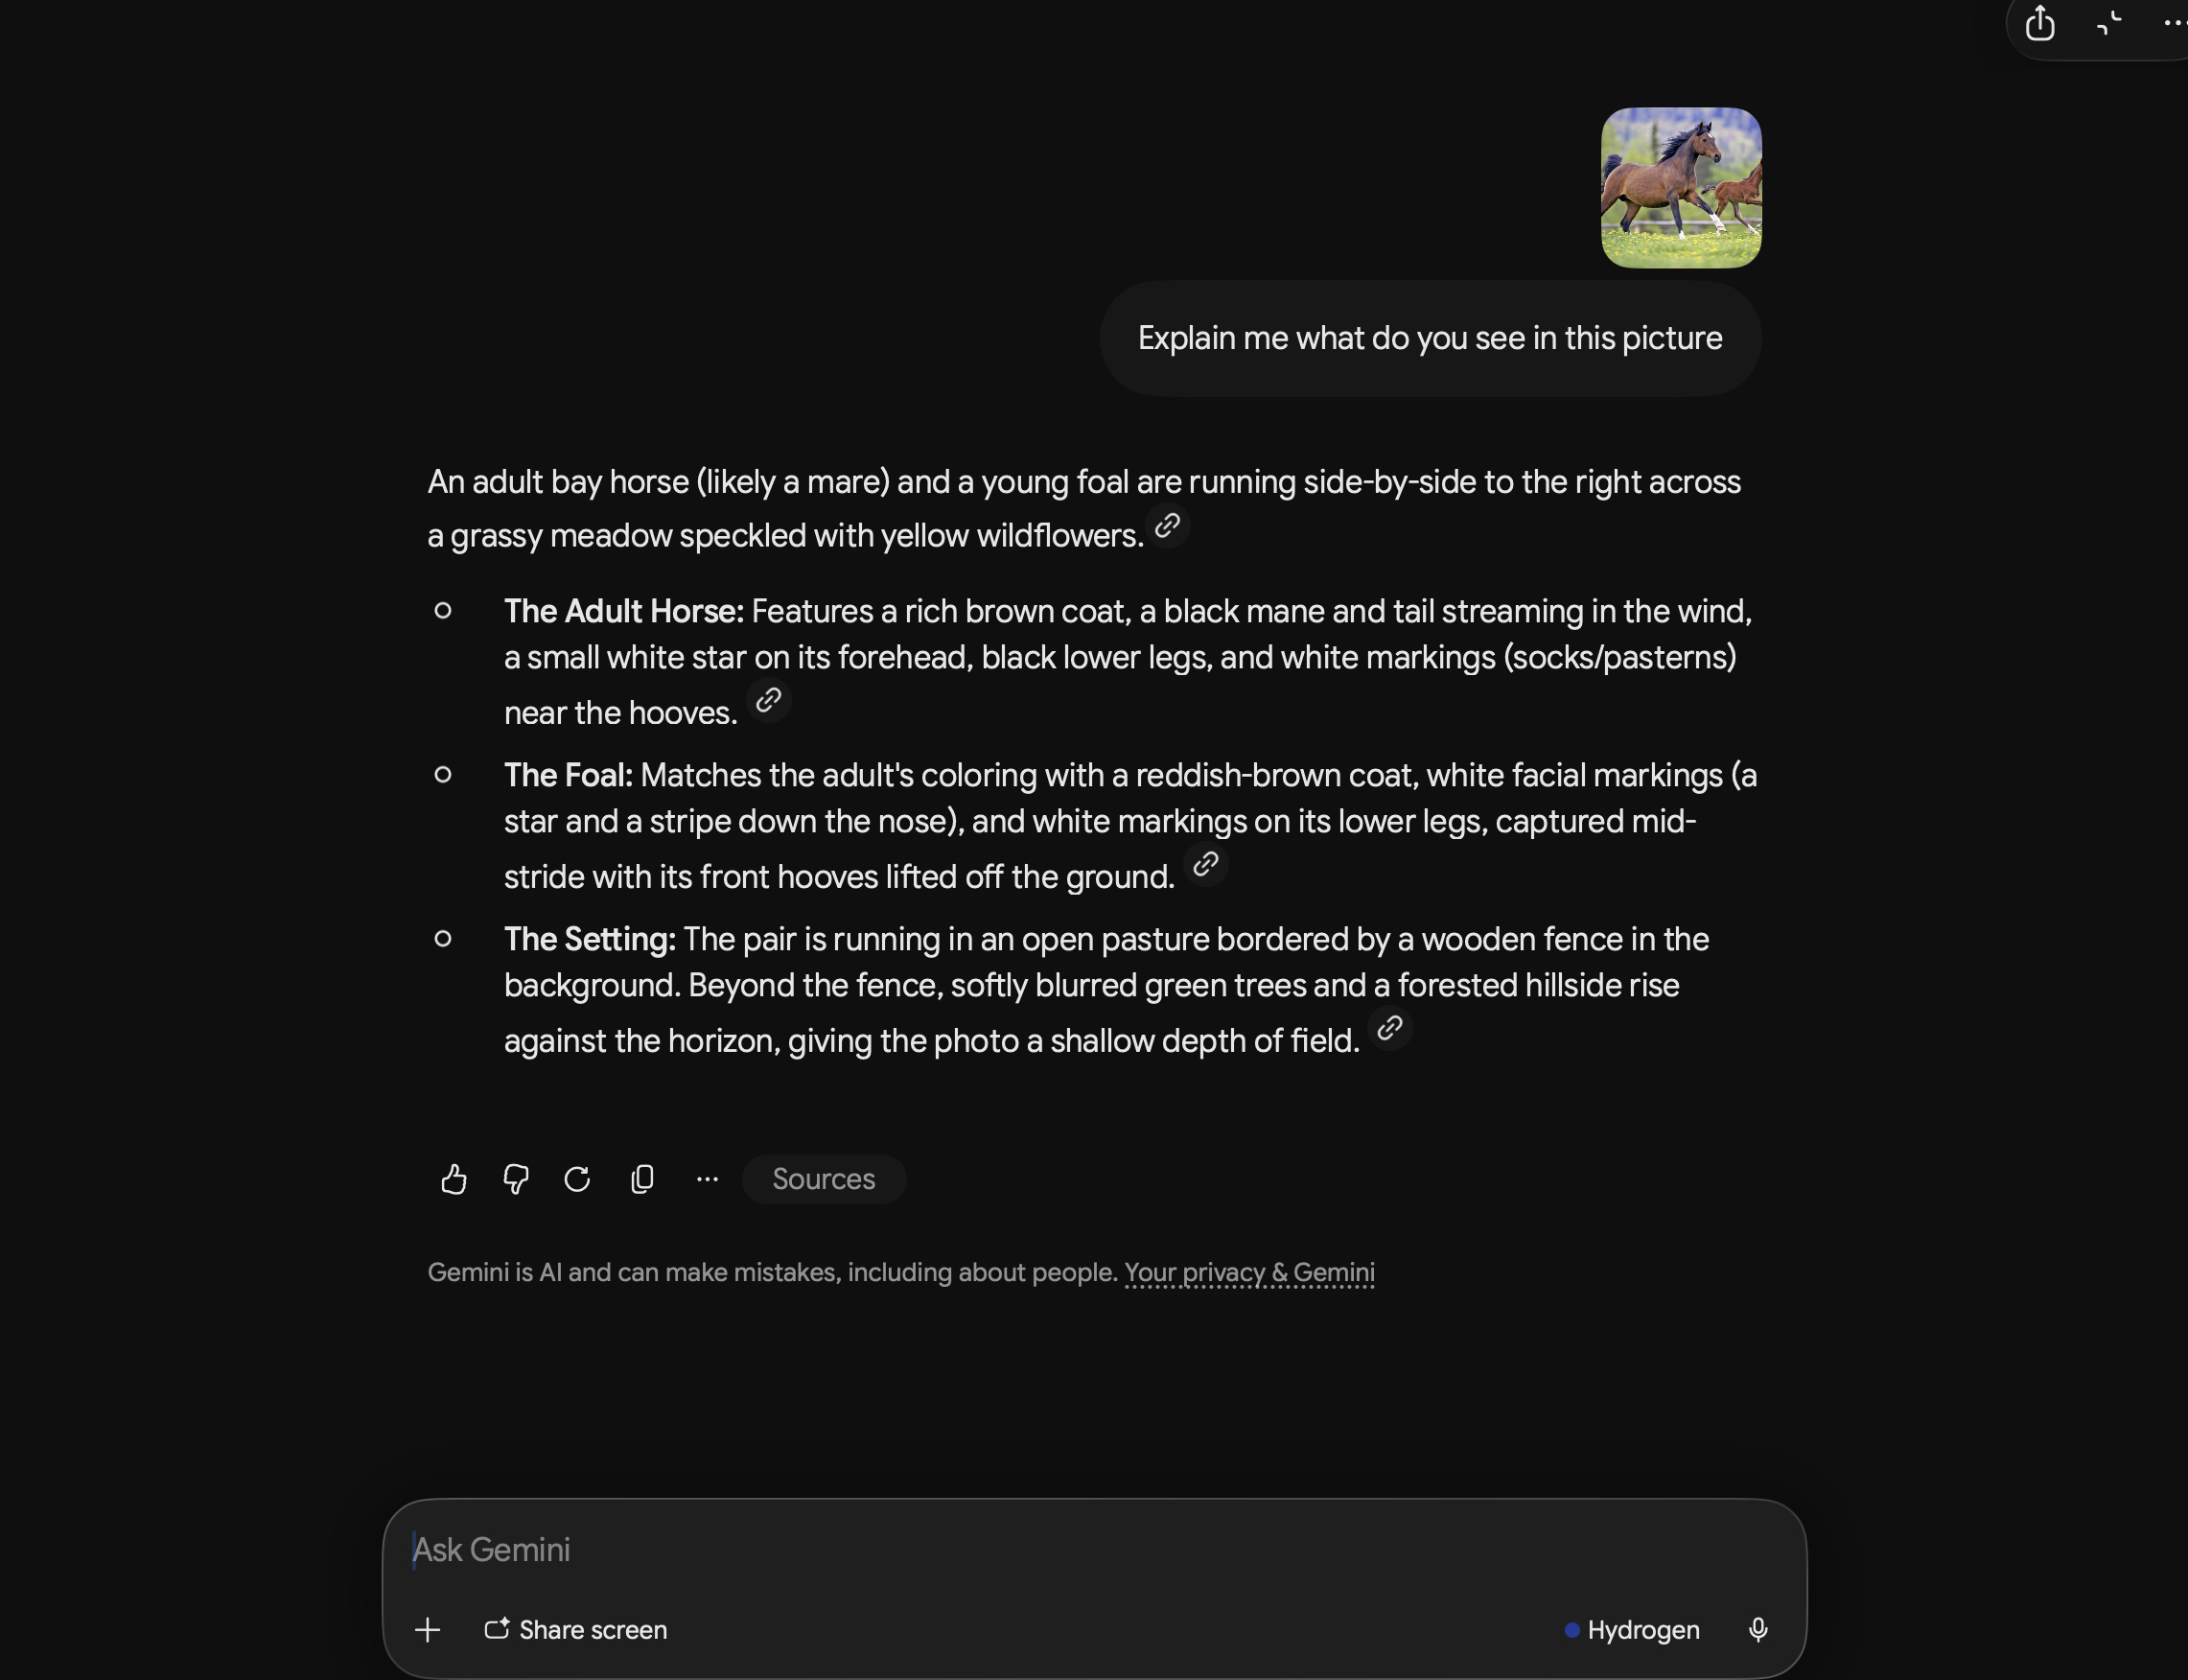 Explain me what do you see in this picture
An adult bay horse (likely a mare) and a young foal are running side-by-side to the right across
a grassy meadow speckled with yellow wildflowers.
The Adult Horse: Features a rich brown coat, a black mane and tail streaming in the wind,
a small white star on its forehead, black lower legs, and white markings (socks/pasterns)
near the hooves.
The Foal: Matches the adult's coloring with a reddish-brown coat, white facial markings (a
star and a stripe down the nose), and white markings on its lower legs, captured mid-
stride with its front hooves lifted off the ground.
The Setting: The pair is running in an open pasture bordered by a wooden fence in the
background. Beyond the fence, softly blurred green trees and a forested hillside rise
against the horizon, giving the photo a shallow depth of field.
Sources
Gemini is AI and can make mistakes, including about people. Your privacy & Gemini
Ask Gemini
Share screen
Hydrogen